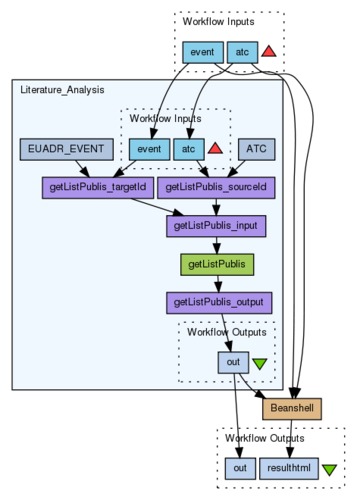 Workflow Inputs
event atc
Literature_Analysis
Workflow Inputs
EUADR_EVENT event atc ATC
getListPublis_targetId getListPublis_sourceId
getListPublis_input
getListPublis
getListPublis_output
Workflow Outputs
out
Beanshell
Workflow Outputs
out resulthtml